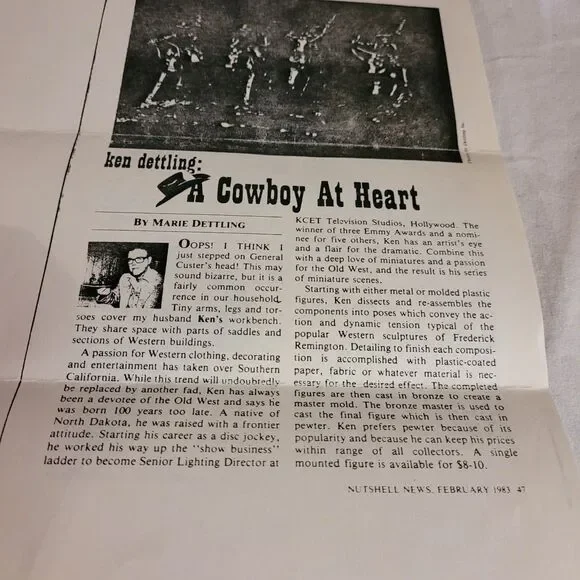 ken dettling:
A Cowboy At Heart
BY MARIE DETTLING
OOPS! I THINK I
just stepped on General
Custer's head! This may
sound bizarre, but it is a
fairly common occur-
rence in our household.
Tiny arms, legs and tor-
soes cover my husband Ken's workbench.
They share space with parts of saddles and
sections of Western buildings.
A passion for Western clothing, decorating
and entertainment has taken over Southern
California. While this trend will undoubtedly
be replaced by another fad, Ken has always
been a devotee of the Old West and says he
was born 100 years too late. A native of
North Dakota, he was raised with a frontier
attitude. Starting his career as a disc jockey,
he worked his way up the "show business"
ladder to become Senior Lighting Director at
KCET Television Studios, Hollywood. The
winner of three Emmy Awards and a nomi-
nee for five others, Ken has an artist's eye
and a flair for the dramatic. Combine this
with a deep love of miniatures and a passion
for the Old West, and the result is his series
of miniature scenes.
Starting with either metal or molded plastic
figures, Ken dissects and re-assembles the
components into poses which convey the ac-
tion and dynamic tension typical of the
popular Western sculptures of Frederick
Remington. Detailing to finish each composi-
tion is accomplished with plastic-coated
paper, fabric or whatever material is nec-
essary for the desired effect. The completed
figures are then cast in bronze to create a
master mold. The bronze master is used to
cast the final figure which is then cast in
pewter. Ken prefers pewter because of its
popularity and because he can keep his prices
within range of all collectors. A single
mounted figure is available for $8-10.
NUTSHELL NEWS, FEBRUARY 1983 47